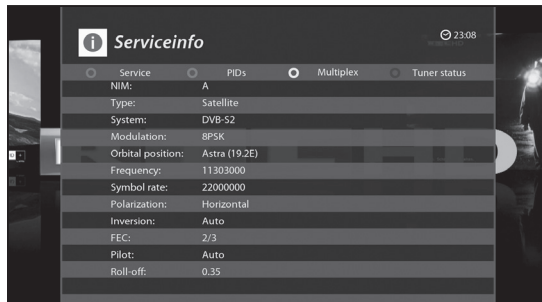 i Serviceinfo 23:08
Service PIDs Multiplex Tuner status
NIM: A
Type: Satellite
System: DVB-S2
Modulation: 8PSK
Orbital position: Astra (19.2E)
Frequency: 11303000
Symbol rate: 22000000
Polarization: Horizontal
Inversion: Auto
FEC: 2/3
Pilot: Auto
Roll-off: 0.35